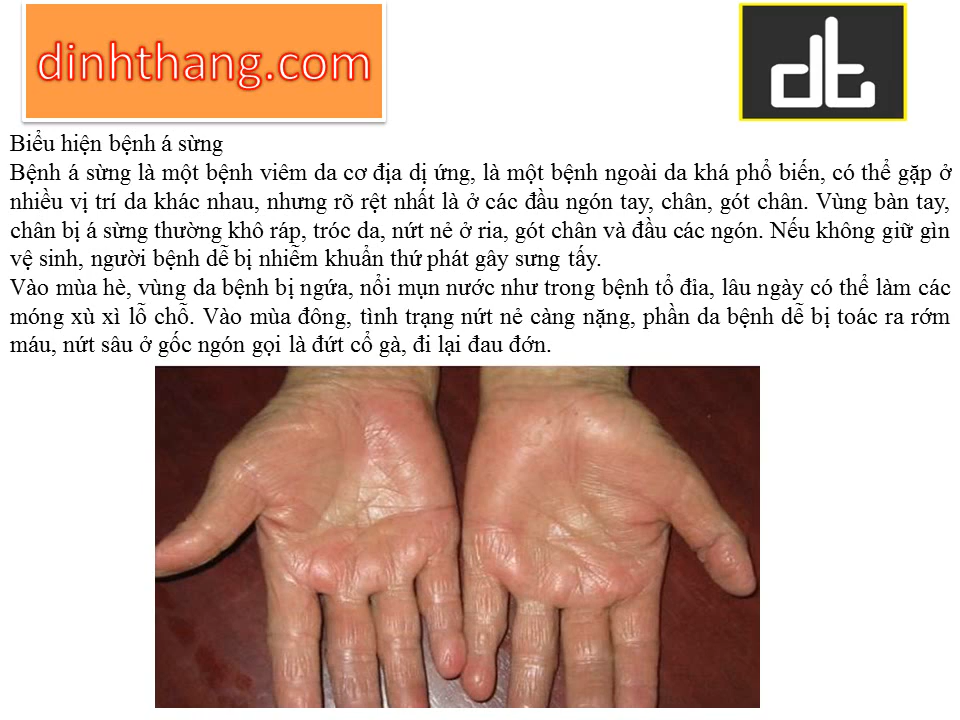 dinhthang.com
dt
Biểu hiện bệnh á sừng
Bệnh á sừng là một bệnh viêm da cơ địa dị ứng, là một bệnh ngoài da khá phổ biến, có thể gặp ở
nhiều vị trí da khác nhau, nhưng rõ rệt nhất là ở các đầu ngón tay, chân, gót chân. Vùng bàn tay,
chân bị á sừng thường khô ráp, tróc da, nứt nẻ ở ria, gót chân và đầu các ngón. Nếu không giữ gìn
vệ sinh, người bệnh dễ bị nhiễm khuẩn thứ phát gây sưng tấy.
Vào mùa hè, vùng da bệnh bị ngứa, nổi mụn nước như trong bệnh tổ đỉa, lâu ngày có thể làm các
móng xù xì lỗ chỗ. Vào mùa đông, tình trạng nứt nẻ càng nặng, phần da bệnh dễ bị toác ra rớm
máu, nứt sâu ở gốc ngón gọi là đứt cổ gà, đi lại đau đớn.